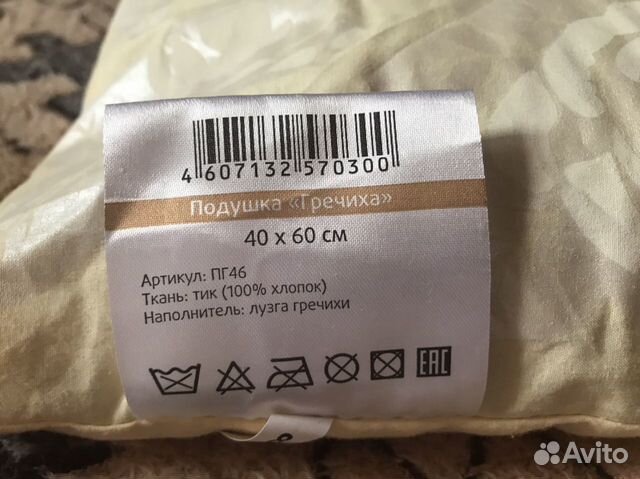 4 607132 570300
Подушка «Гречиха»
40 х 60 см
Артикул: ПГ46
Ткань: тик (100% хлопок)
Наполнитель: лузга гречихи
EAC
Avito